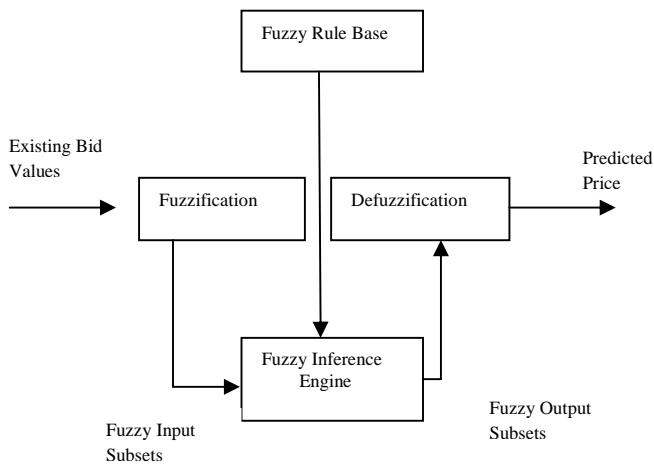 Fuzzy Rule Base
Existing Bid
Values
Predicted
Price
Fuzzification
Defuzzification
Fuzzy Inference
Engine
Fuzzy Input
Subsets
Fuzzy Output
Subsets